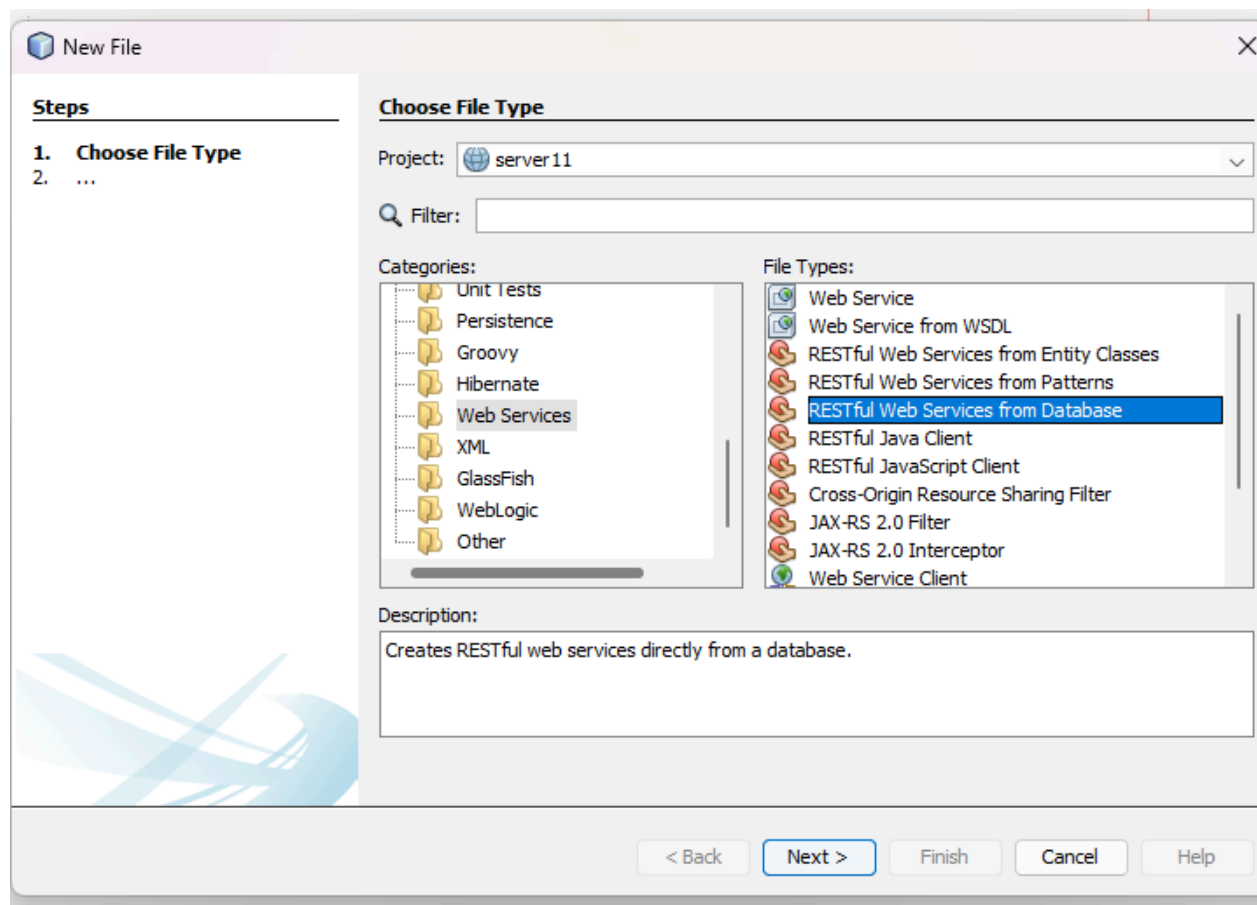 New File
Steps
1. Choose File Type
2. ...
Choose File Type
Project: server11
Filter:
Categories:
Unit Tests
Persistence
Groovy
Hibernate
Web Services
XML
GlassFish
WebLogic
Other
File Types:
Web Service
Web Service from WSDL
RESTful Web Services from Entity Classes
RESTful Web Services from Patterns
RESTful Web Services from Database
RESTful Java Client
RESTful JavaScript Client
Cross-Origin Resource Sharing Filter
JAX-RS 2.0 Filter
JAX-RS 2.0 Interceptor
Web Service Client
Description:
Creates RESTful web services directly from a database.
< Back Next > Finish Cancel Help